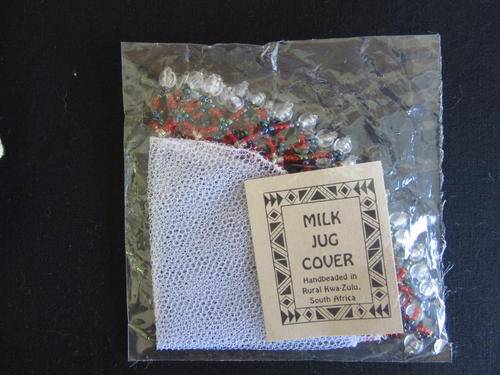 MILK
JUG
COVER
Handbeaded in
Rural Kwa-Zulu,
South Africa